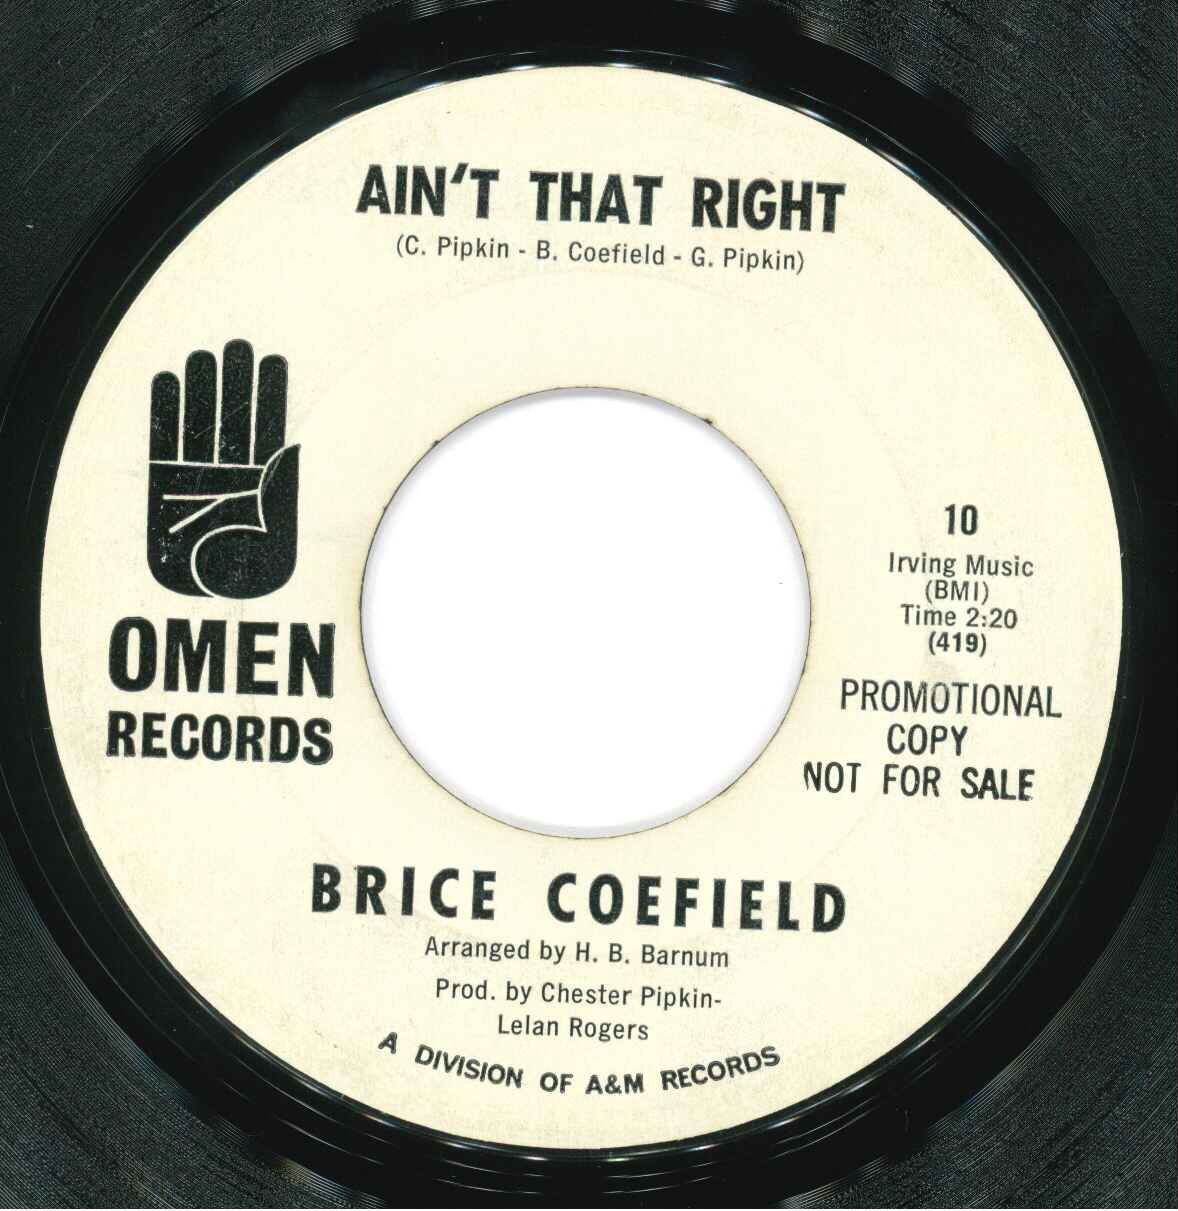 AIN'T THAT RIGHT
(C. Pipkin - B. Coefield - G. Pipkin)
OMEN
RECORDS
10
Irving Music
(BMI)
Time 2:20
(419)
PROMOTIONAL
COPY
NOT FOR SALE
BRICE COEFIELD
Arranged by H. B. Barnum
Prod. by Chester Pipkin-
Lelan Rogers
A DIVISION OF A&M RECORDS